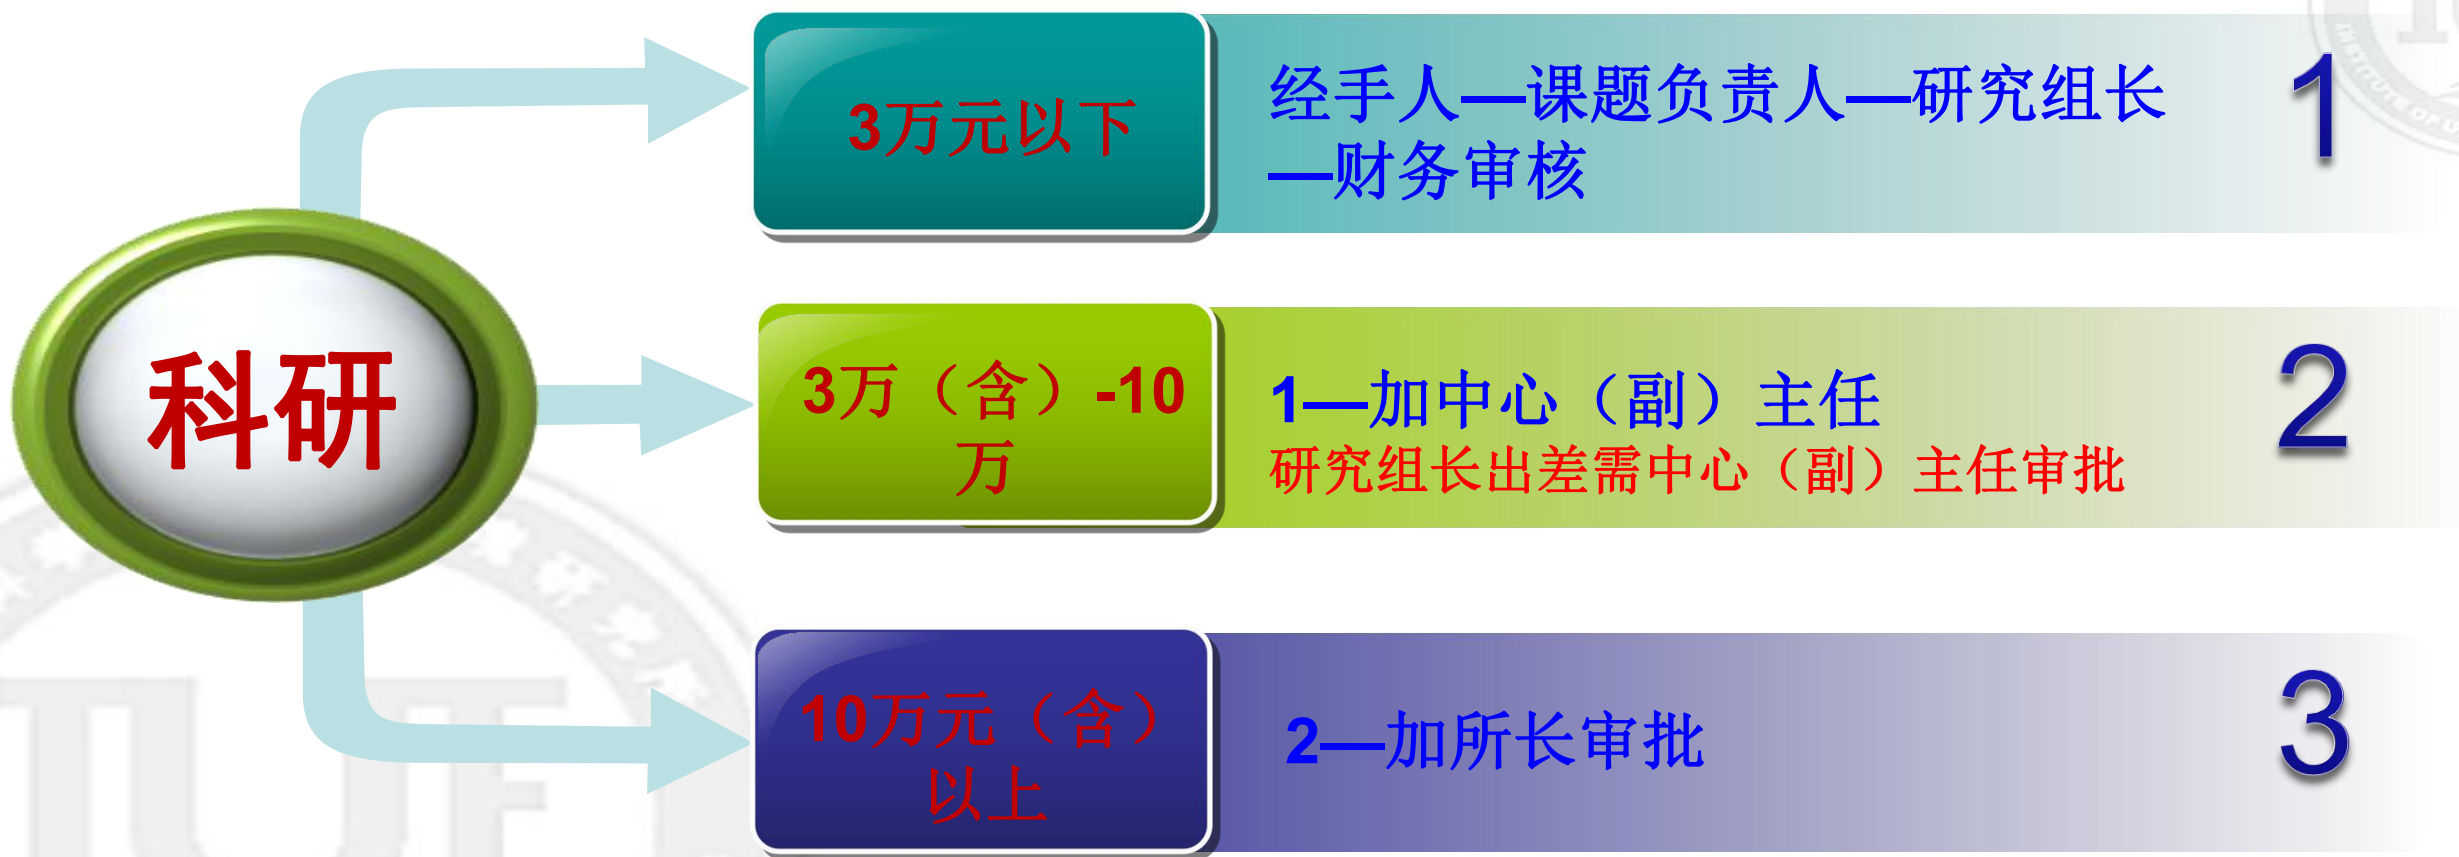 科研
3万元以下
经手人—课题负责人—研究组长
—财务审核
1
3万（含）-10
万
1—加中心（副）主任
研究组长出差需中心（副）主任审批
2
10万元（含）
以上
2—加所长审批
3